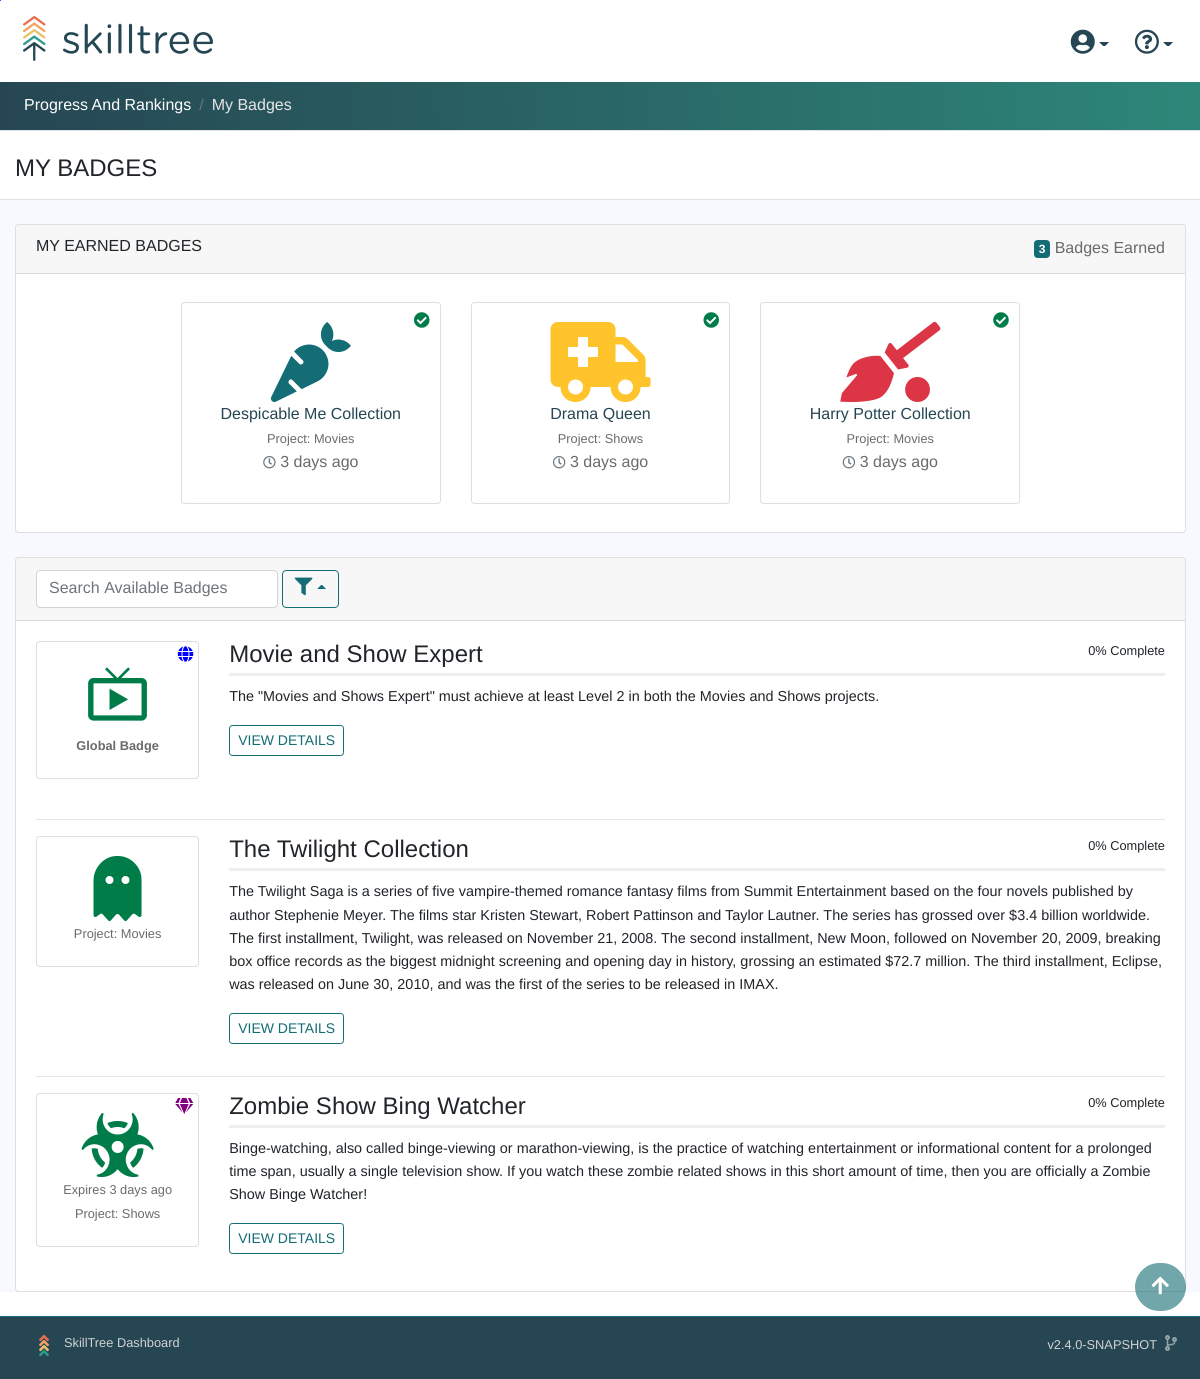 skilltree
Progress And Rankings / My Badges
MY BADGES
MY EARNED BADGES
3 Badges Earned
Despicable Me Collection
Project: Movies
3 days ago
Drama Queen
Project: Shows
3 days ago
Harry Potter Collection
Project: Movies
3 days ago
Search Available Badges
Global Badge
Movie and Show Expert
0% Complete
The "Movies and Shows Expert" must achieve at least Level 2 in both the Movies and Shows projects.
VIEW DETAILS
Project: Movies
The Twilight Collection
0% Complete
The Twilight Saga is a series of five vampire-themed romance fantasy films from Summit Entertainment based on the four novels published by
author Stephenie Meyer. The films star Kristen Stewart, Robert Pattinson and Taylor Lautner. The series has grossed over $3.4 billion worldwide.
The first installment, Twilight, was released on November 21, 2008. The second installment, New Moon, followed on November 20, 2009, breaking
box office records as the biggest midnight screening and opening day in history, grossing an estimated $72.7 million. The third installment, Eclipse,
was released on June 30, 2010, and was the first of the series to be released in IMAX.
VIEW DETAILS
Expires 3 days ago
Project: Shows
Zombie Show Bing Watcher
0% Complete
Binge-watching, also called binge-viewing or marathon-viewing, is the practice of watching entertainment or informational content for a prolonged
time span, usually a single television show. If you watch these zombie related shows in this short amount of time, then you are officially a Zombie
Show Binge Watcher!
VIEW DETAILS
SkillTree Dashboard
v2.4.0-SNAPSHOT